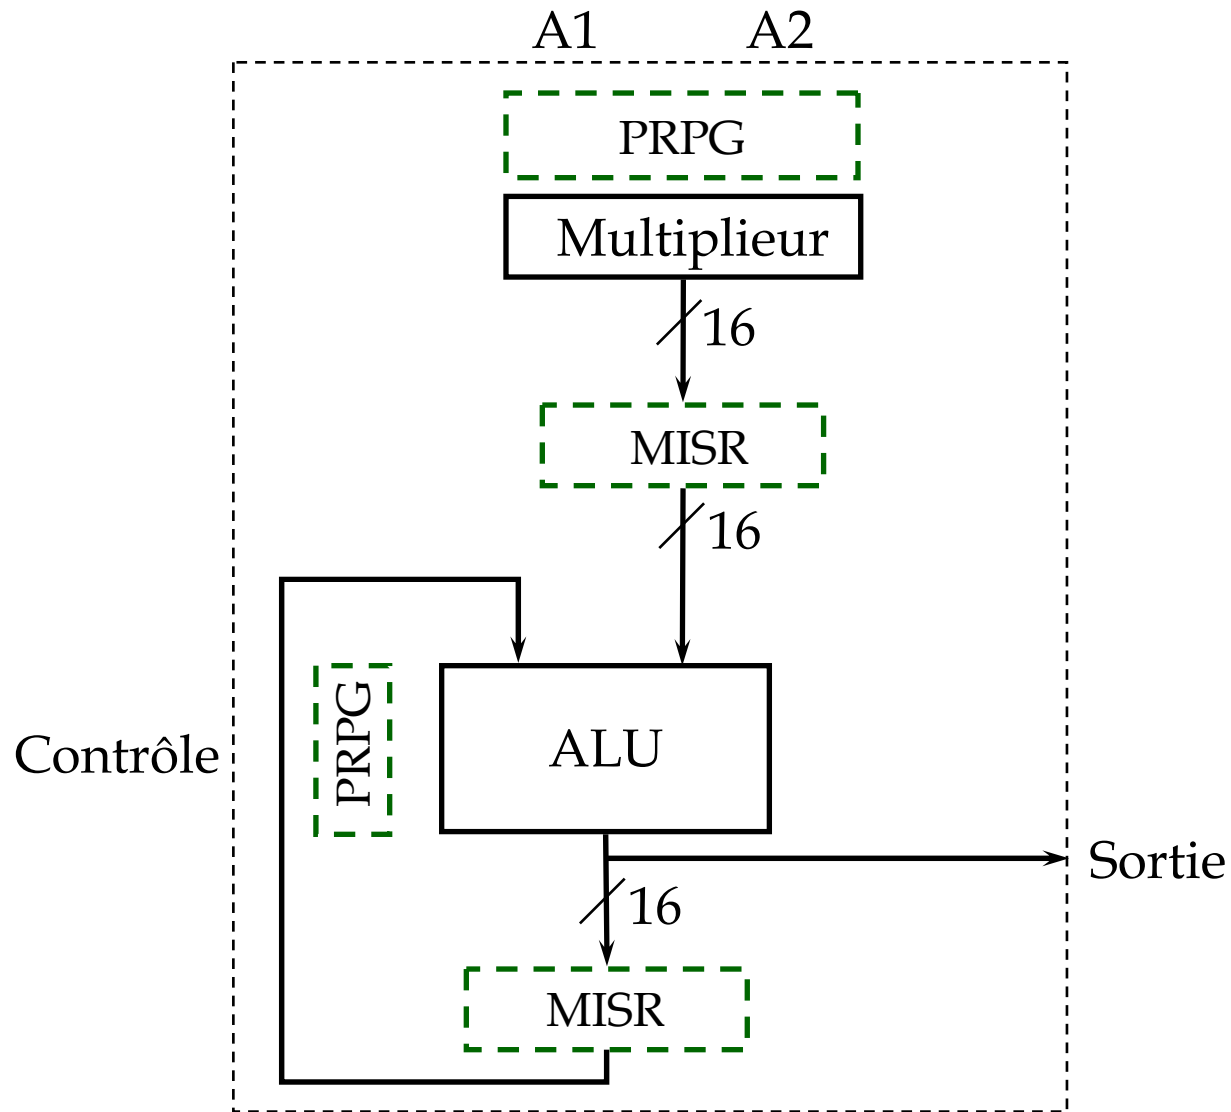 A1 A2
PRPG
Multiplieur
16
MISR
16
PRPG
ALU
Contrôle
Sortie
16
MISR